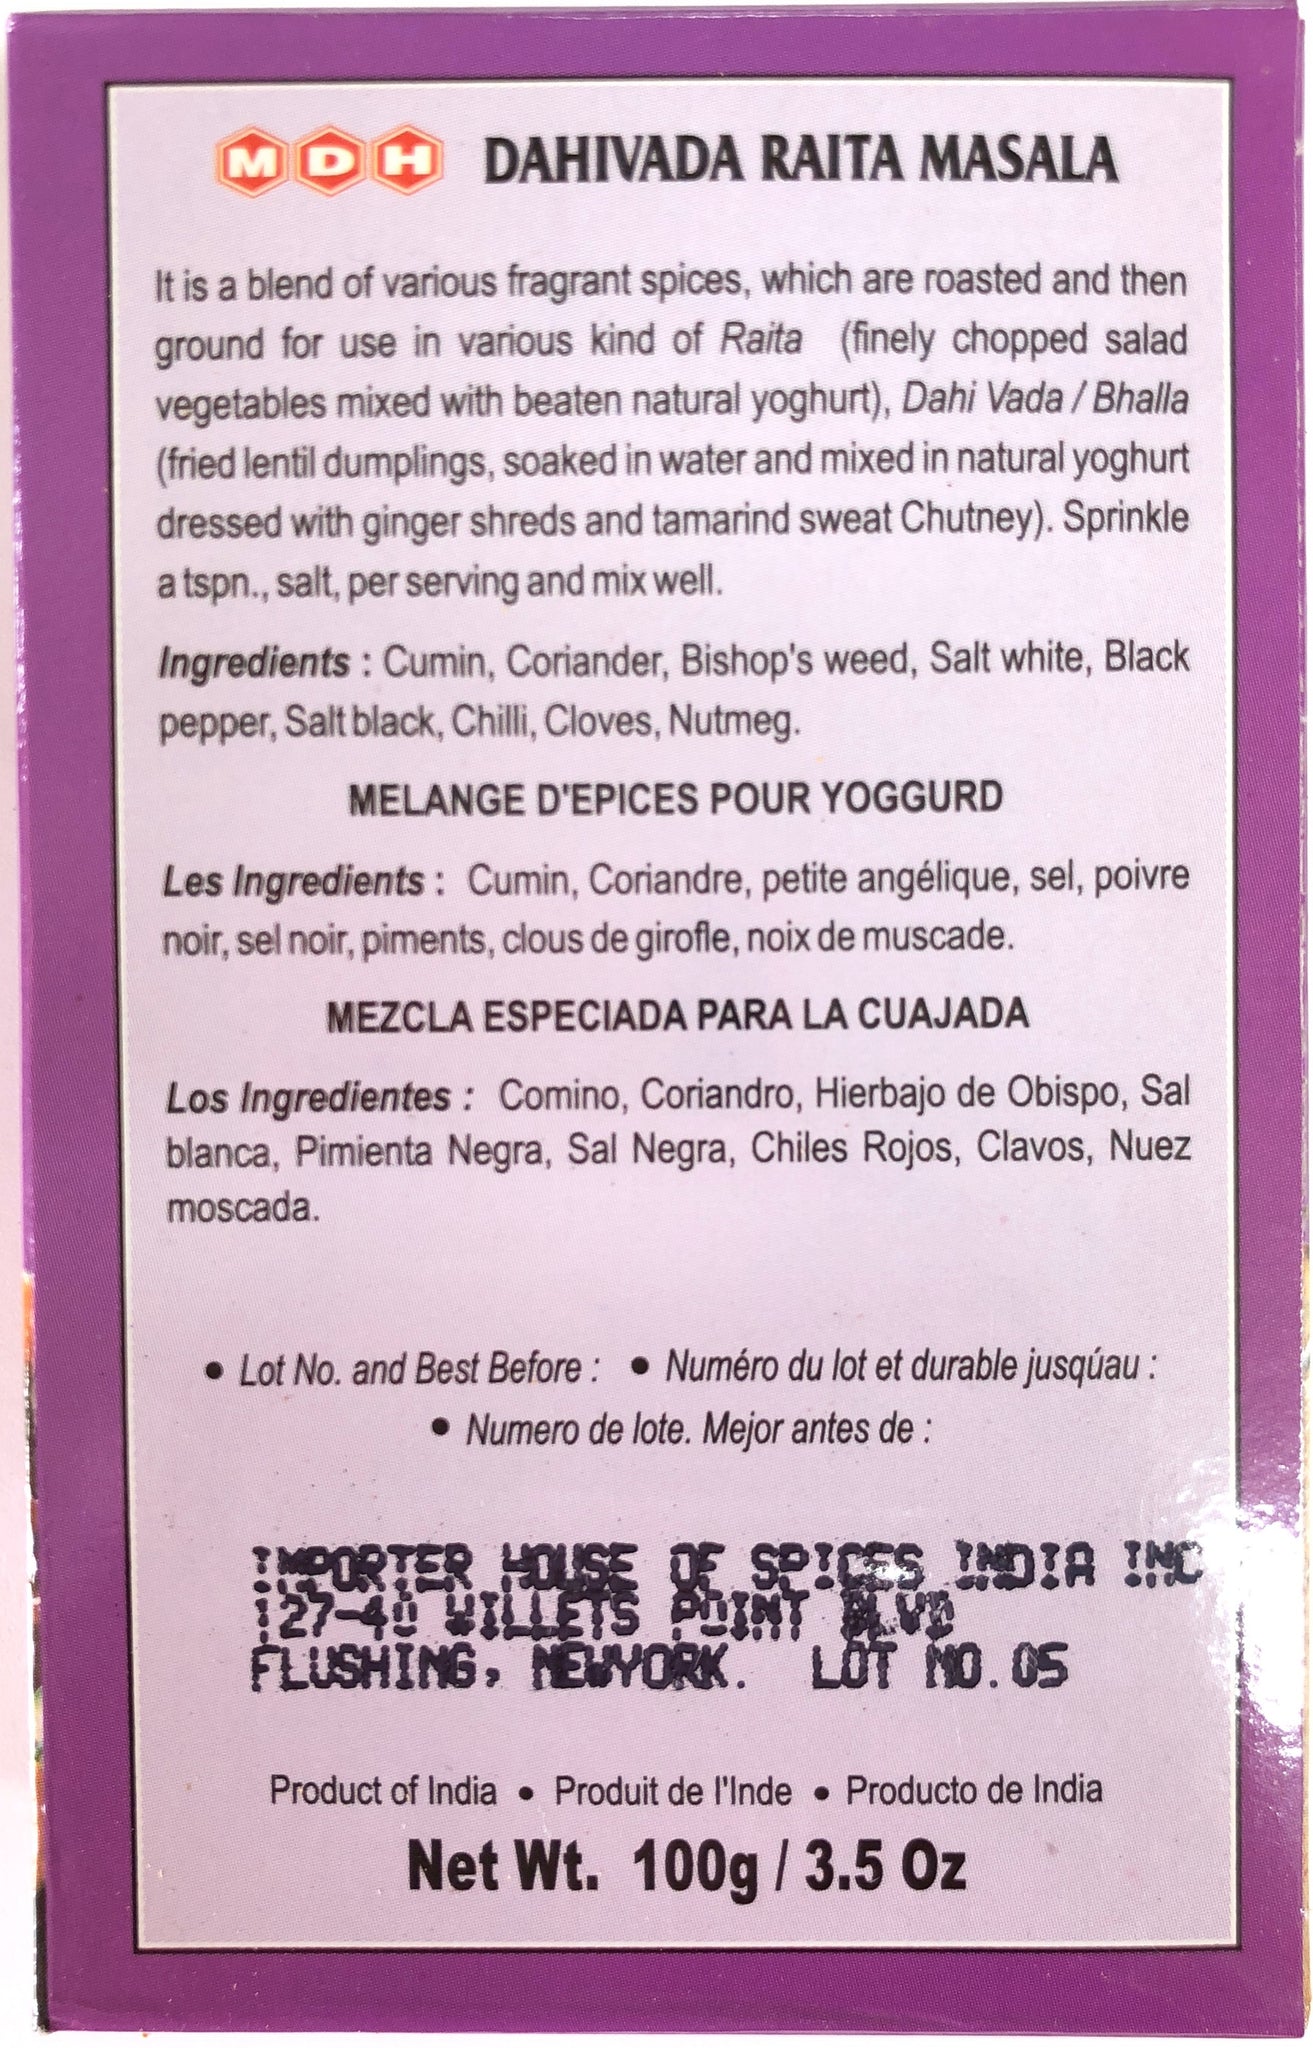 MDH DAHIVADA RAITA MASALA
It is a blend of various fragrant spices, which are roasted and then
ground for use in various kind of Raita (finely chopped salad
vegetables mixed with beaten natural yoghurt), Dahi Vada / Bhalla
(fried lentil dumplings, soaked in water and mixed in natural yoghurt
dressed with ginger shreds and tamarind sweat Chutney). Sprinkle
a tspn., salt, per serving and mix well.
Ingredients : Cumin, Coriander, Bishop's weed, Salt white, Black
pepper, Salt black, Chilli, Cloves, Nutmeg.
MELANGE D'EPICES POUR YOGGURD
Les Ingredients : Cumin, Coriandre, petite angélique, sel, poivre
noir, sel noir, piments, clous de girofle, noix de muscade.
MEZCLA ESPECIADA PARA LA CUAJADA
Los Ingredientes : Comino, Coriandro, Hierbajo de Obispo, Sal
blanca, Pimienta Negra, Sal Negra, Chiles Rojos, Clavos, Nuez
moscada.
• Lot No. and Best Before : • Numéro du lot et durable jusqúau :
• Numero de lote. Mejor antes de :
IMPORTER HOUSE OF SPICES INDIA INC
127-40 WILLETS POINT BLVD
FLUSHING, NEWYORK. LOT NO.05
Product of India • Produit de l'Inde • Producto de India
Net Wt. 100g / 3.5 Oz